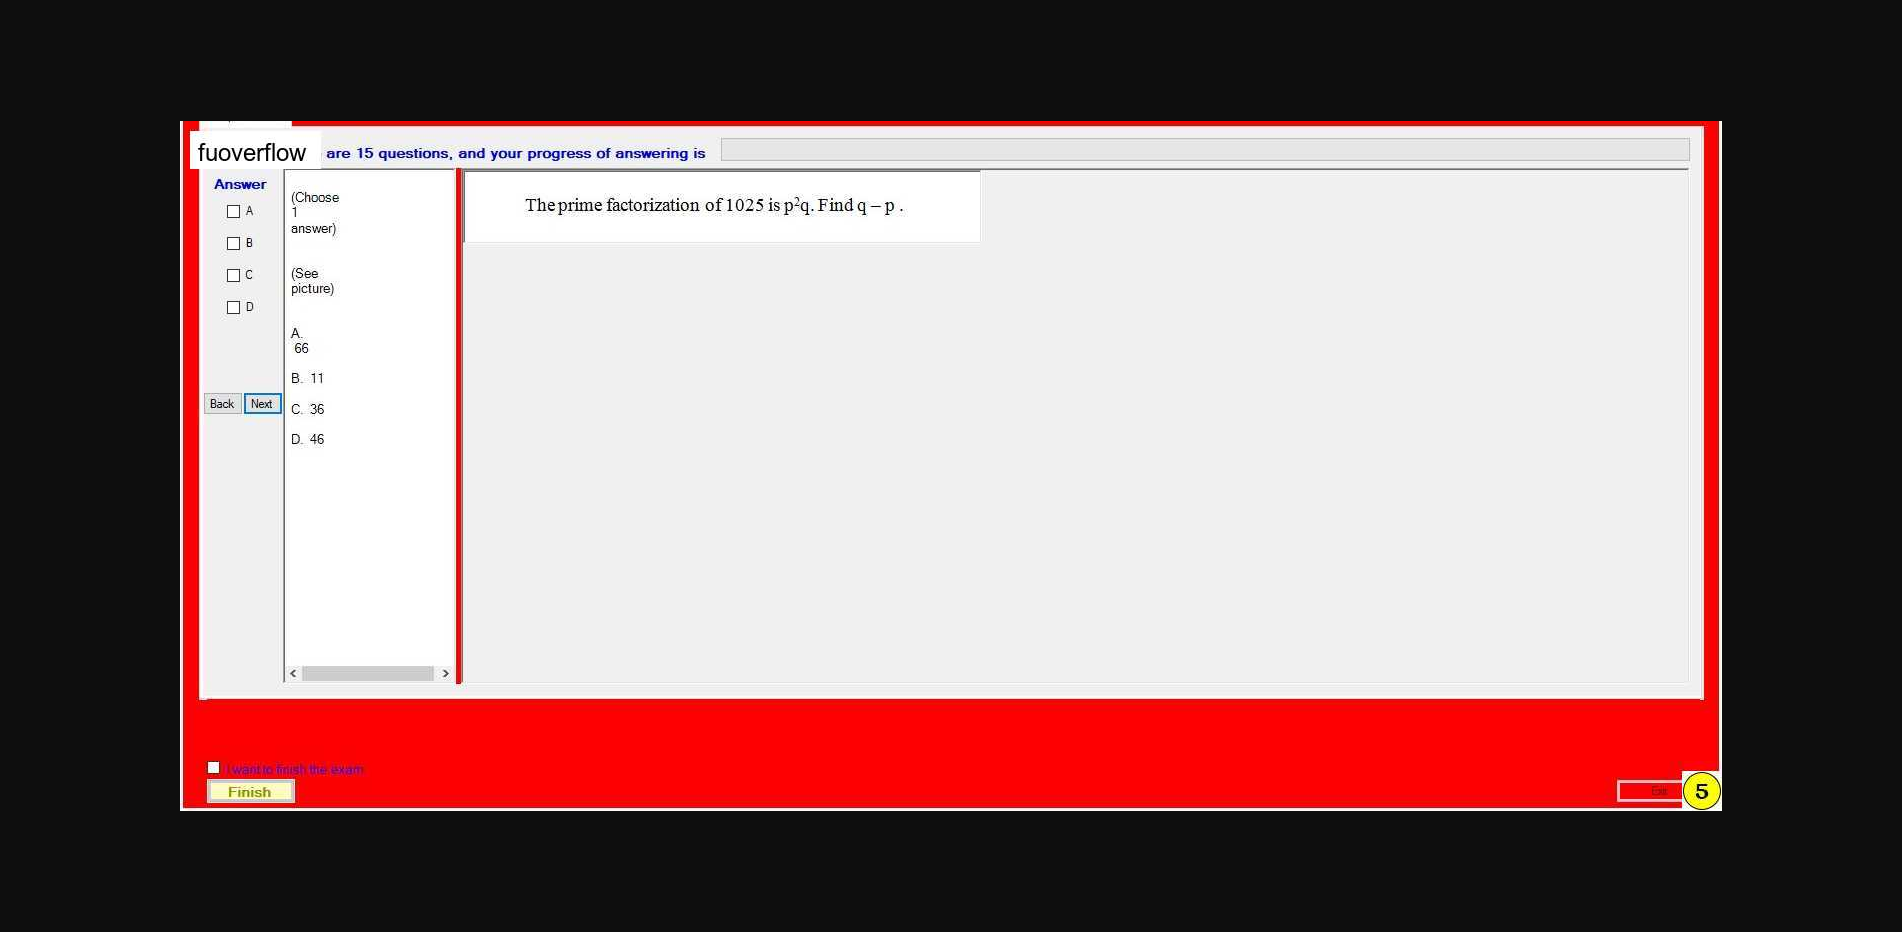 fuoverflow are 15 questions, and your progress of answering is
Answer
A
B
C
D
Back Next
(Choose
1
answer)
(See
picture)
A.
66
B. 11
C. 36
D. 46
The prime factorization of 1025 is p²q. Find q – p .
I want to finish the exam
Finish
Exit
5